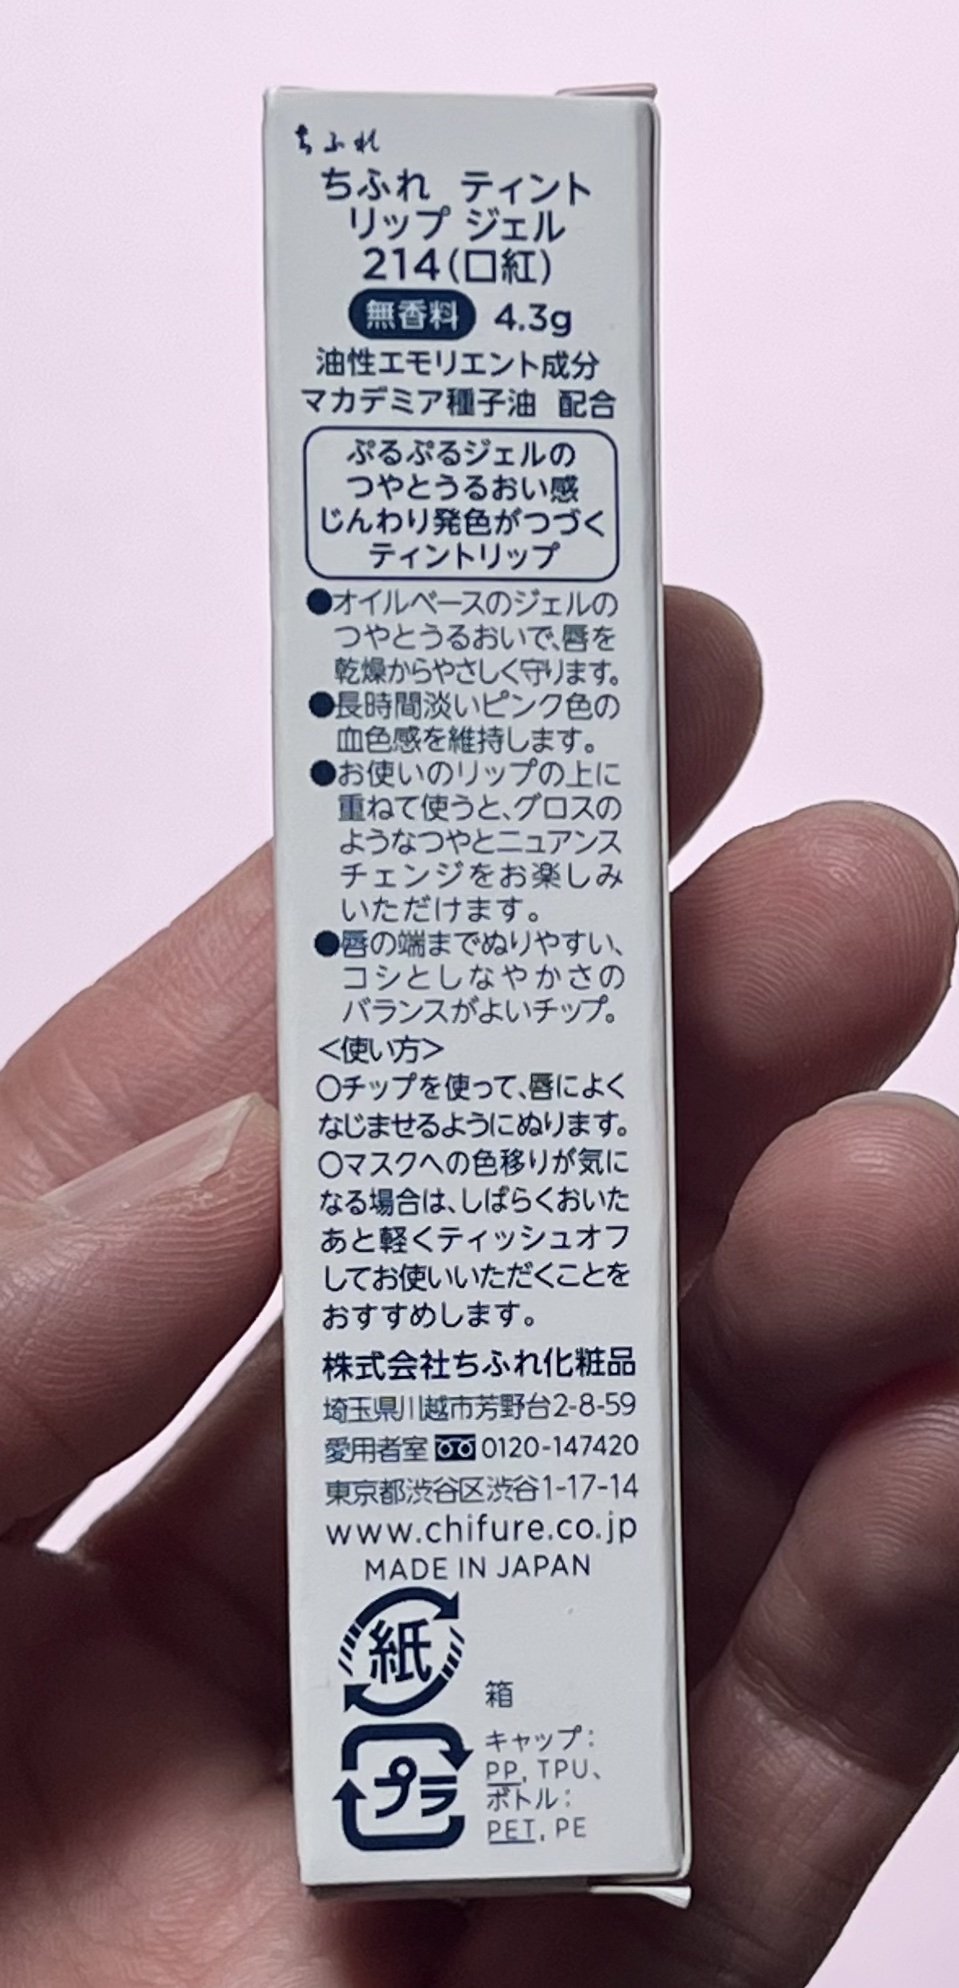 ちふれ
ちふれ ティント
リップ ジェル
214(口紅)
無香料 4.3g
油性エモリエント成分
マカデミア種子油 配合
ぷるぷるジェルの
つやとうるおい感
じんわり発色がつづく
ティントリップ
●オイルベースのジェルの
つやとうるおいで、唇を
乾燥からやさしく守ります。
●長時間淡いピンク色の
血色感を維持します。
●お使いのリップの上に
重ねて使うと、グロスの
ようなつやとニュアンス
チェンジをお楽しみ
いただけます。
●唇の端までぬりやすい、
コシとしなやかさの
バランスがよいチップ。
<使い方>
○チップを使って、唇によく
なじませるようにぬります。
○マスクへの色移りが気に
なる場合は、しばらくおいた
あと軽くティッシュオフ
してお使いいただくことを
おすすめします。
株式会社ちふれ化粧品
埼玉県川越市芳野台2-8-59
愛用者室 0120-147420
東京都渋谷区渋谷1-17-14
www.chifure.co.jp
MADE IN JAPAN
紙
箱
プラ
キャップ:
PP, TPU、
ボトル:
PET, PE